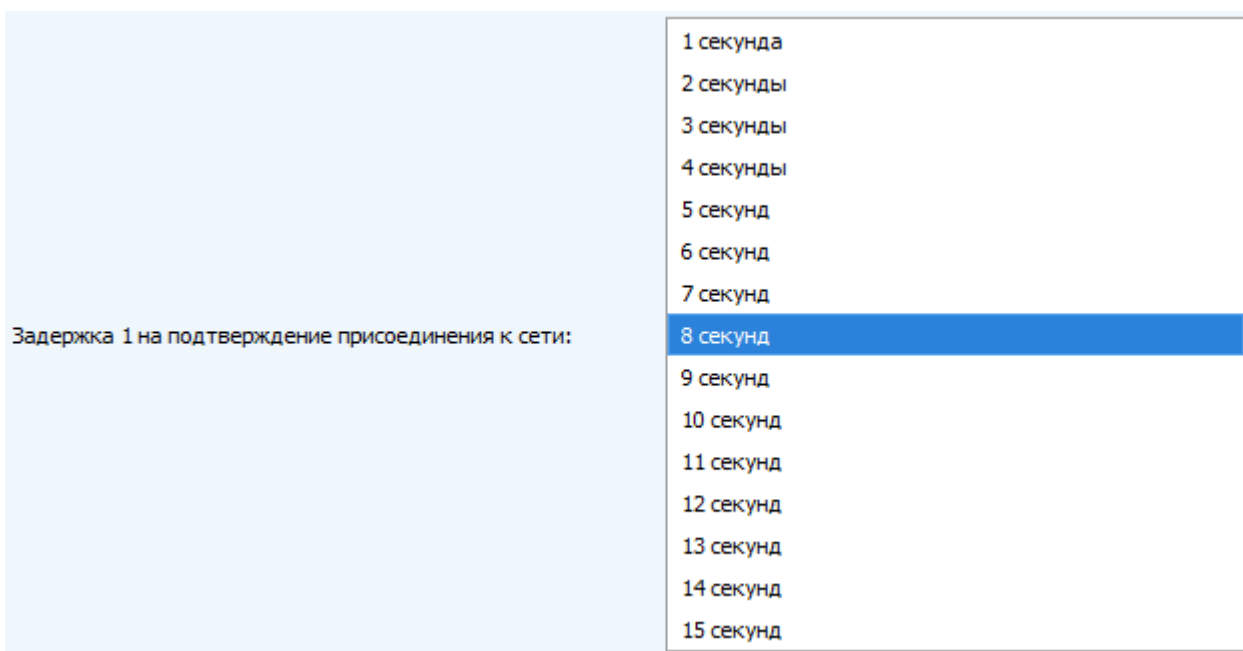 1 секунда
2 секунды
3 секунды
4 секунды
5 секунд
6 секунд
7 секунд
Задержка 1 на подтверждение присоединения к сети:
8 секунд
9 секунд
10 секунд
11 секунд
12 секунд
13 секунд
14 секунд
15 секунд